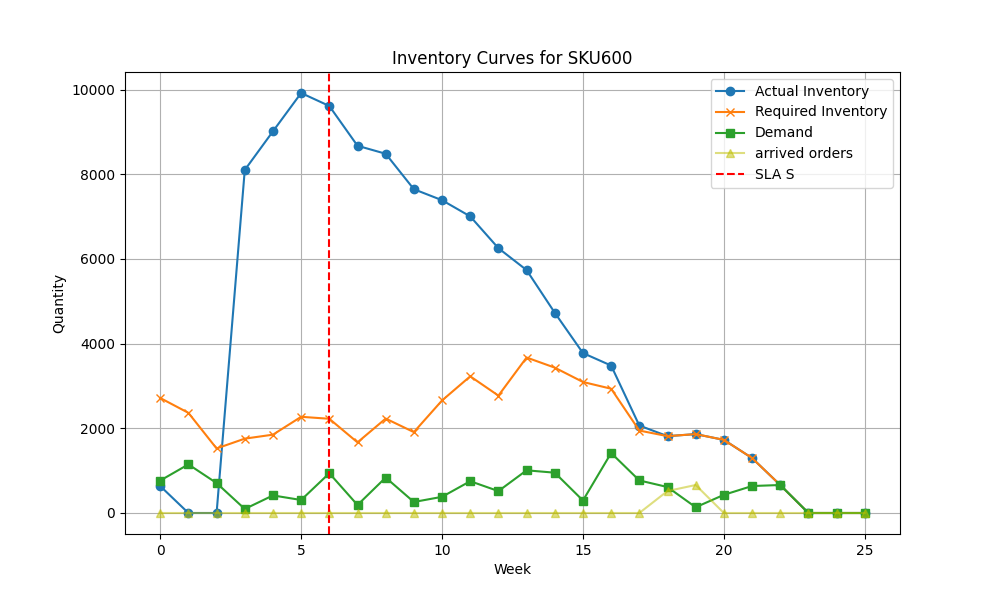 Inventory Curves for SKU600
Actual Inventory
Required Inventory
Demand
arrived orders
SLA S
Quantity
10000
8000
6000
4000
2000
0
0 5 10 15 20 25
Week